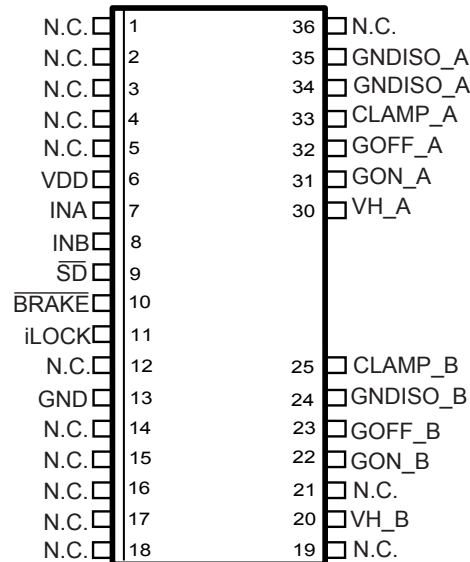 N.C. 1 36 N.C.
N.C. 2 35 GNDISO_A
N.C. 3 34 GNDISO_A
N.C. 4 33 CLAMP_A
N.C. 5 32 GOFF_A
VDD 6 31 GON_A
INA 7 30 VH_A
INB 8
SD 9
BRAKE 10
iLOCK 11
N.C. 12 25 CLAMP_B
GND 13 24 GNDISO_B
N.C. 14 23 GOFF_B
N.C. 15 22 GON_B
N.C. 16 21 N.C.
N.C. 17 20 VH_B
N.C. 18 19 N.C.